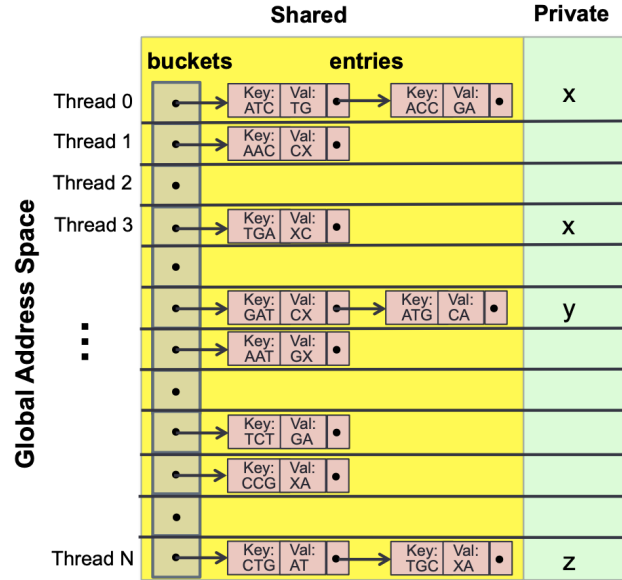 Shared Private
buckets entries
Global Address Space
Thread 0 Key: Val: Key: Val: x
ATC TG ACC GA
Thread 1 Key: Val:
AAC CX
Thread 2
Thread 3 Key: Val: x
TGA XC
Key: Val: Key: Val: y
GAT CX ATG CA
...
Key: Val:
AAT GX
Key: Val:
TCT GA
Key: Val:
CCG XA
Thread N Key: Val: Key: Val: z
CTG AT TGC XA